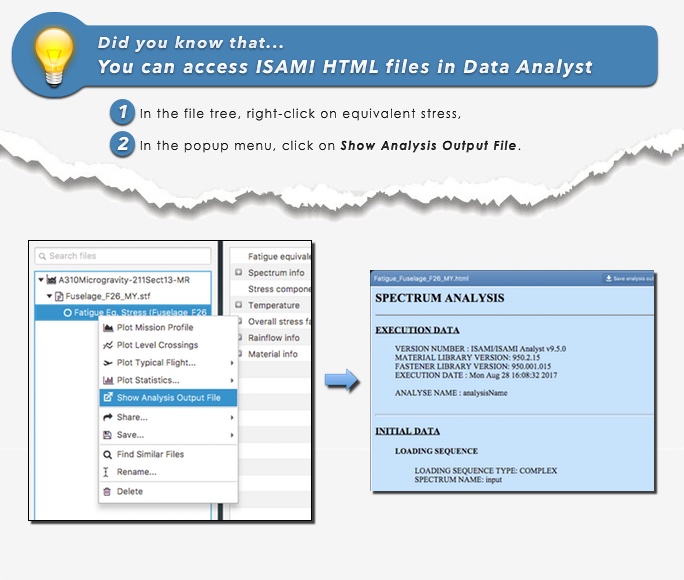 Did you know that...
You can access ISAMI HTML files in Data Analyst
1 In the file tree, right-click on equivalent stress,
2 In the popup menu, click on Show Analysis Output File.
Search files
A310Microgravity-211Sect13-MR
Fuselage_F26_MY.stf
Fatigue Eq. Stress (Fuselage_F26
Plot Mission Profile
Plot Level Crossings
Plot Typical Flight...
Plot Statistics...
Show Analysis Output File
Share...
Save...
Find Similar Files
Rename...
Delete
Fatigue equivale
Spectrum info
Stress compone
Temperature
Overall stress fa
Rainflow info
Material info
Fatigue_Fuselage_F26_MY.html
Save analysis out
SPECTRUM ANALYSIS
EXECUTION DATA
VERSION NUMBER : ISAMI/ISAMI Analyst v9.5.0
MATERIAL LIBRARY VERSION: 950.2.15
FASTENER LIBRARY VERSION: 950.001.015
EXECUTION DATE : Mon Aug 28 16:08:32 2017
ANALYSE NAME : analysisName
INITIAL DATA
LOADING SEQUENCE
LOADING SEQUENCE TYPE: COMPLEX
SPECTRUM NAME: input